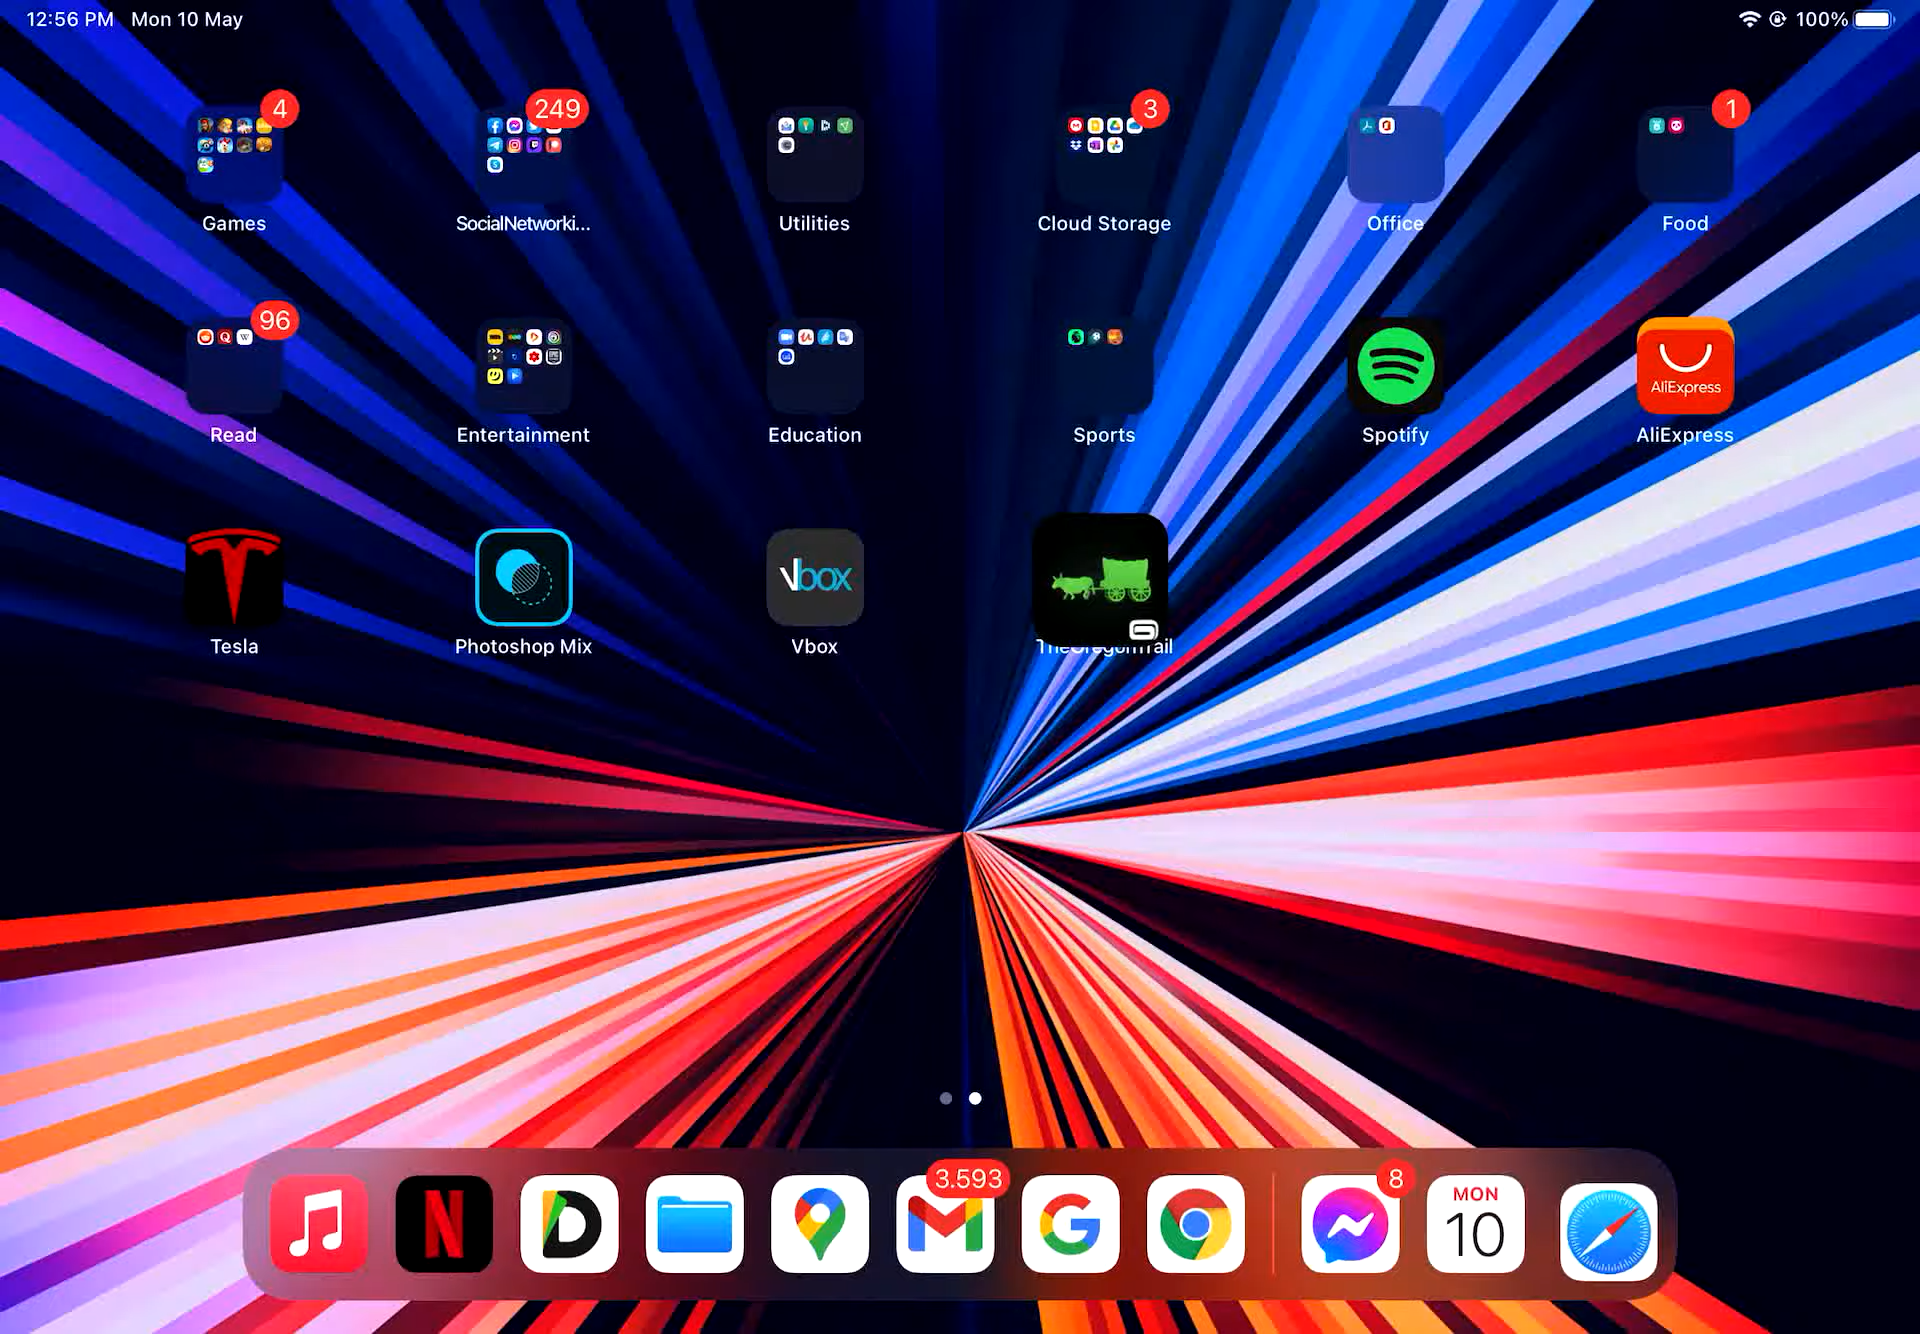 12:56 PM Mon 10 May
100%
4
249
3
1
Games
SocialNetworki...
Utilities
Cloud Storage
Office
Food
96
AliExpress
Read
Entertainment
Education
Sports
Spotify
AliExpress
Vbox
Tesla
Photoshop Mix
Vbox
TheOregonTrail
3.593
8
MON
10